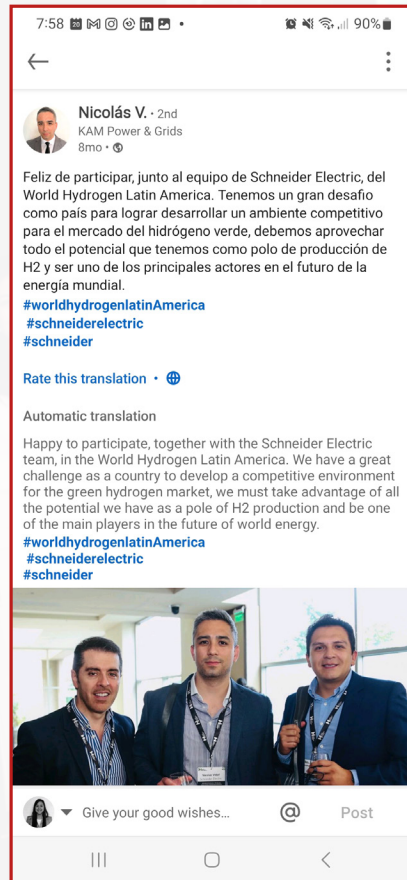 7:58
90%
Nicolás V. • 2nd
KAM Power & Grids
8mo •
Feliz de participar, junto al equipo de Schneider Electric, del
World Hydrogen Latin America. Tenemos un gran desafio
como país para lograr desarrollar un ambiente competitivo
para el mercado del hidrógeno verde, debemos aprovechar
todo el potencial que tenemos como polo de producción de
H2 y ser uno de los principales actores en el futuro de la
energía mundial.
#worldhydrogenlatinAmerica
#schneiderelectric
#schneider
Rate this translation •
Automatic translation
Happy to participate, together with the Schneider Electric
team, in the World Hydrogen Latin America. We have a great
challenge as a country to develop a competitive environment
for the green hydrogen market, we must take advantage of all
the potential we have as a pole of H2 production and be one
of the main players in the future of world energy.
#worldhydrogenlatinAmerica
#schneiderelectric
#schneider
Give your good wishes...
@
Post